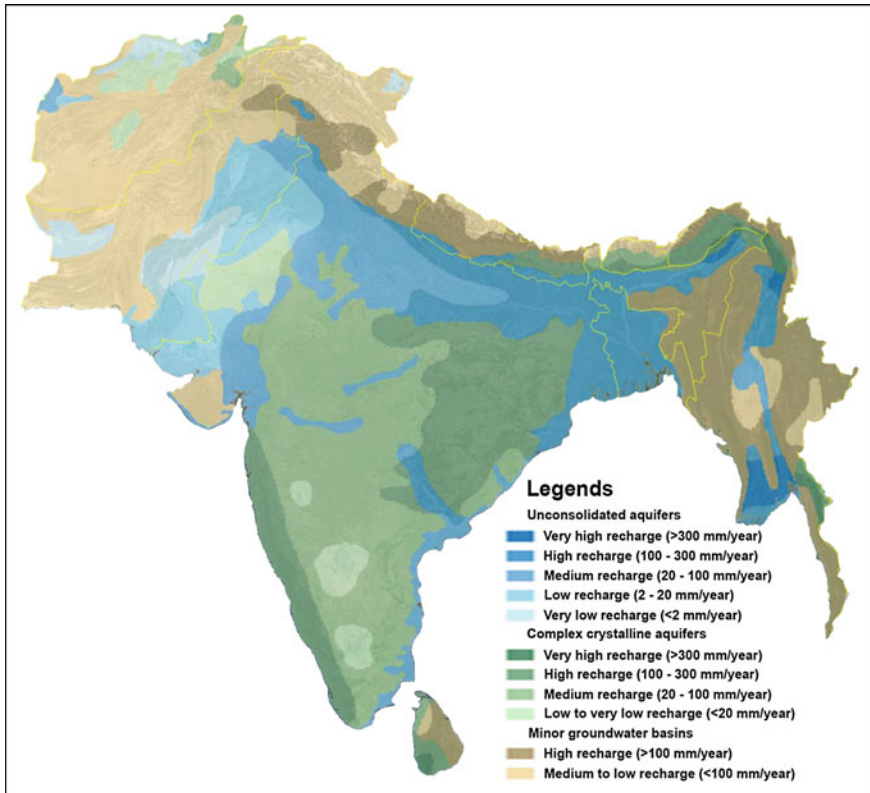 Legends
Unconsolidated aquifers
Very high recharge (>300 mm/year)
High recharge (100 - 300 mm/year)
Medium recharge (20 - 100 mm/year)
Low recharge (2 - 20 mm/year)
Very low recharge (<2 mm/year)
Complex crystalline aquifers
Very high recharge (>300 mm/year)
High recharge (100 - 300 mm/year)
Medium recharge (20 - 100 mm/year)
Low to very low recharge (<20 mm/year)
Minor groundwater basins
High recharge (>100 mm/year)
Medium to low recharge (<100 mm/year)